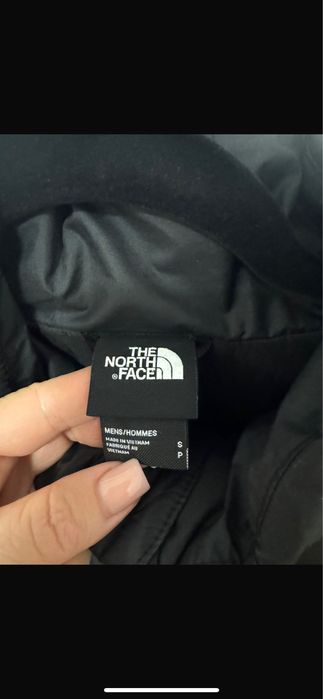 THE
NORTH
®FACE
MENS/HOMMES
MADE IN VIETNAM
FABRIQUÉ AU
VIETNAM
S
P